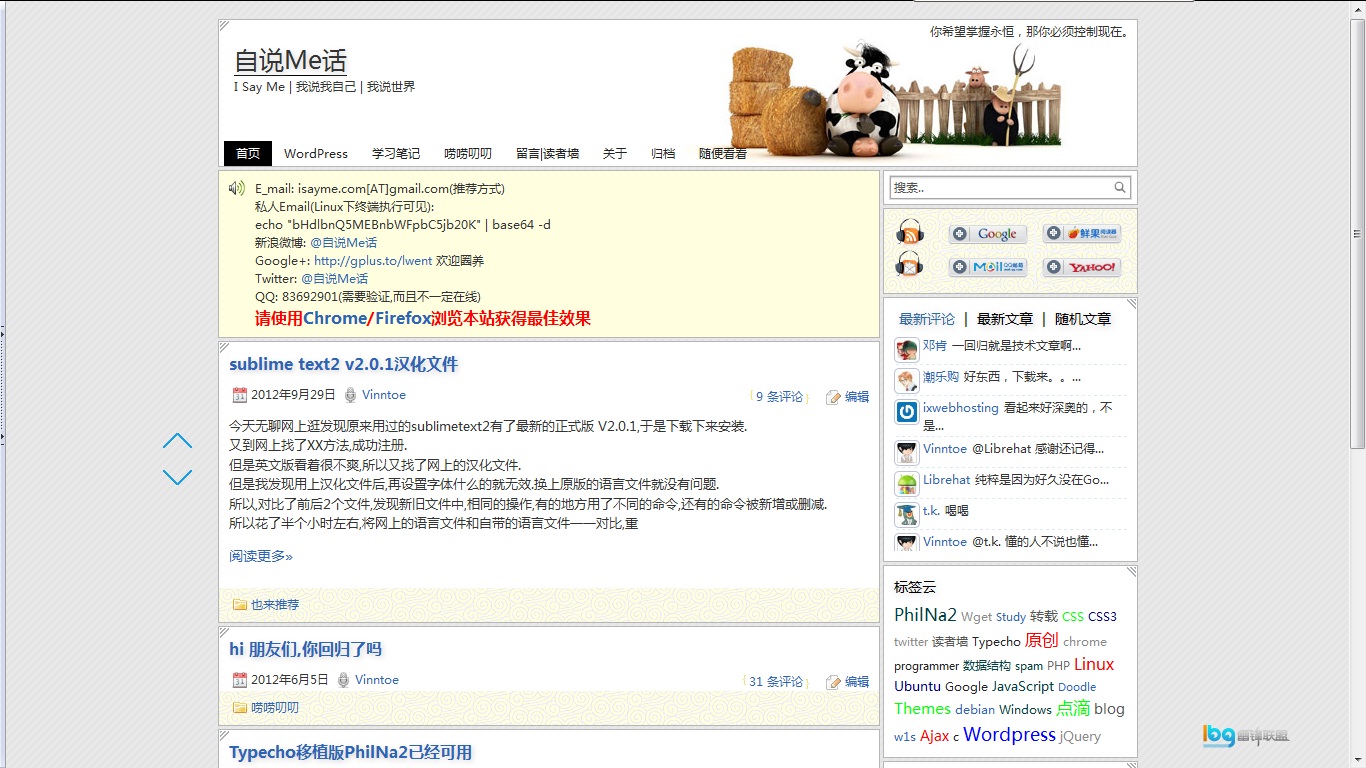 你希望掌握永恒，那你必须控制现在。
自说Me话
I Say Me | 我说我自己 | 我说世界
首页 WordPress 学习笔记 唠唠叨叨 留言|读者墙 关于 归档 随便看看
E_mail: isayme.com[AT]gmail.com(推荐方式)
私人Email(Linux下终端执行可见):
echo "bHdlbnQ5MEBnbWFpbC5jb20K" | base64 -d
新浪微博: @自说Me话
Google+: http://gplus.to/lwent 欢迎圈养
Twitter: @自说Me话
QQ: 83692901(需要验证,而且不一定在线)
请使用Chrome/Firefox浏览本站获得最佳效果
sublime text2 v2.0.1汉化文件
2012年9月29日 Vinntoe 9 条评论 编辑
今天无聊网上逛发现原来用过的sublimetext2有了最新的正式版 V2.0.1,于是下载下来安装.
又到网上找了XX方法,成功注册.
但是英文版看着很不爽,所以又找了网上的汉化文件.
但是我发现用上汉化文件后,再设置字体什么的就无效.换上原版的语言文件就没有问题.
所以,对比了前后2个文件,发现新旧文件中,相同的操作,有的地方用了不同的命令,还有的命令被新增或删减.
所以花了半个小时左右,将网上的语言文件和自带的语言文件一一对比,重
阅读更多»
也来推荐
hi 朋友们,你回归了吗
2012年6月5日 Vinntoe 31 条评论 编辑
唠唠叨叨
Typecho移植版PhilNa2已经可用
搜索..
Google 鲜果阅读器
Mail QQ邮箱 YAHOO!
最新评论 | 最新文章 | 随机文章
邓肯 一回归就是技术文章啊...
潮乐购 好东西，下载来。。...
ixwebhosting 看起来好深奥的，不
是...
Vinntoe @Librehat 感谢还记得...
Librehat 纯粹是因为好久没在Go...
t.k. 喝喝
Vinntoe @t.k. 懂的人不说也懂...
标签云
PhilNa2 Wget Study 转载 CSS CSS3
twitter 读者墙 Typecho 原创 chrome
programmer 数据结构 spam PHP Linux
Ubuntu Google JavaScript Doodle
Themes debian Windows 点滴 blog
w1s Ajax c Wordpress jQuery
lbg 雷锋联盟